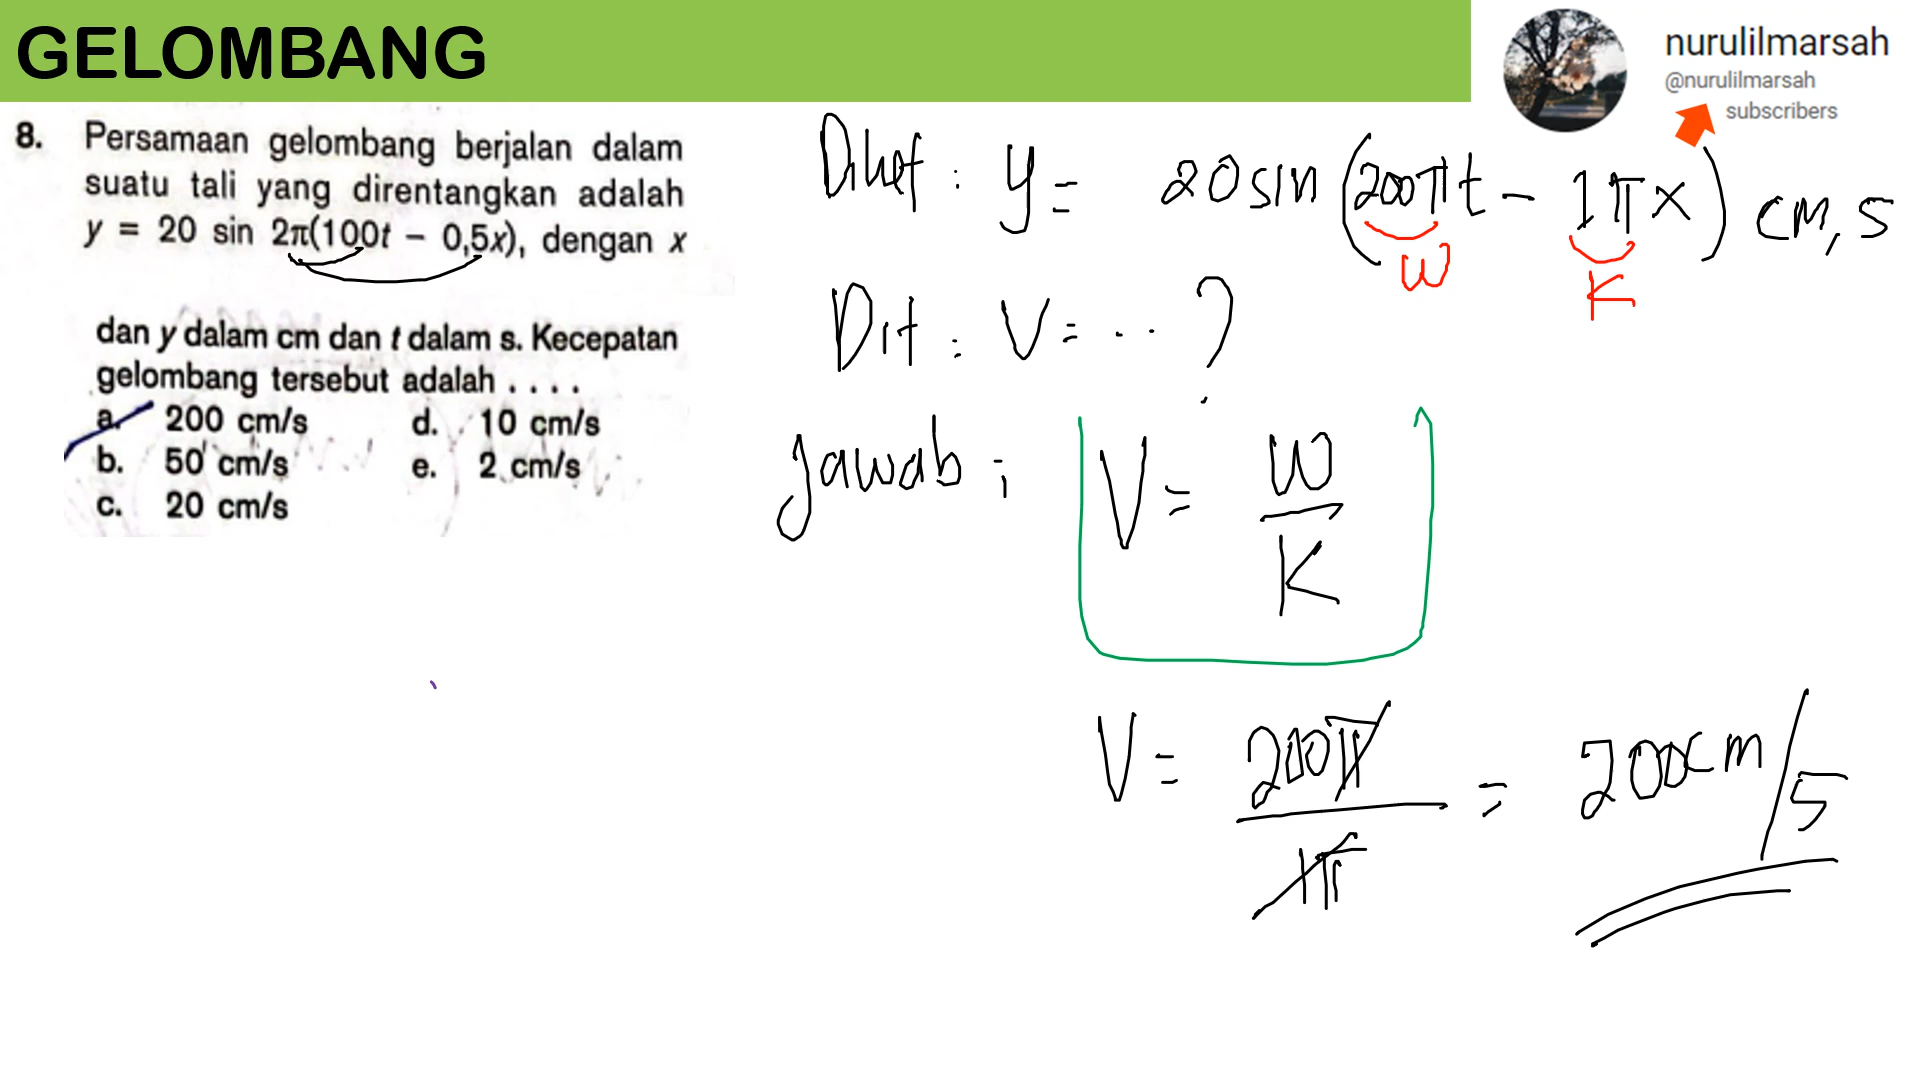 GELOMBANG
nurulilmarsah
@nurulilmarsah
subscribers
8. Persamaan gelombang berjalan dalam
suatu tali yang direntangkan adalah
y = 20 sin 2π(100t – 0,5x), dengan x
dan y dalam cm dan t dalam s. Kecepatan
gelombang tersebut adalah . . . .
a. 200 cm/s d. 10 cm/s
b. 50 cm/s e. 2 cm/s
c. 20 cm/s
Diket : y = 20 sin (200πt – 1πx) cm, s
ω K
Dit : V = ... ?
Jawab : V = ω
K
V = 200π = 200 cm/s
1π